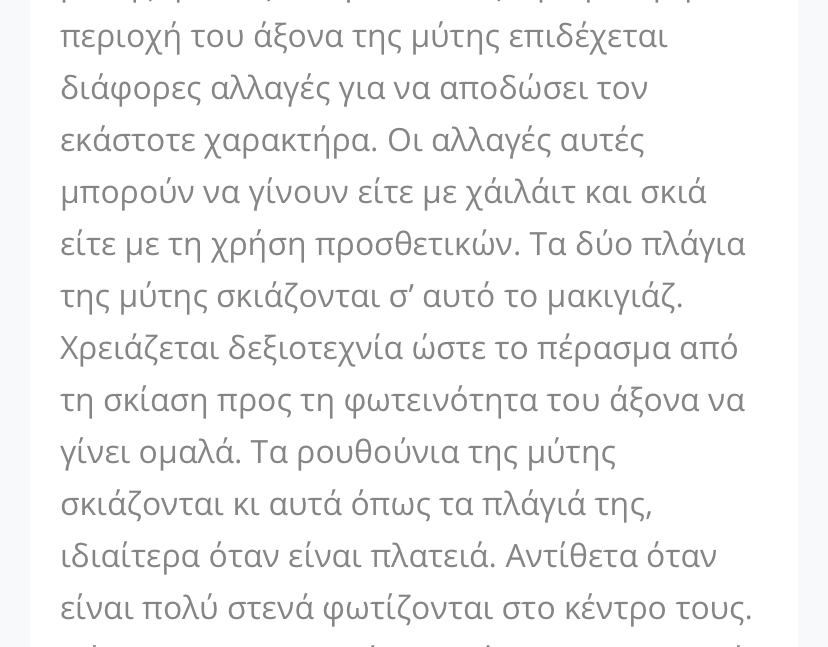 περιοχή του άξονα της μύτης επιδέχεται
διάφορες αλλαγές για να αποδώσει τον
εκάστοτε χαρακτήρα. Οι αλλαγές αυτές
μπορούν να γίνουν είτε με χάιλάιτ και σκιά
είτε με τη χρήση προσθετικών. Τα δύο πλάγια
της μύτης σκιάζονται σ’ αυτό το μακιγιάζ.
Χρειάζεται δεξιοτεχνία ώστε το πέρασμα από
τη σκίαση προς τη φωτεινότητα του άξονα να
γίνει ομαλά. Τα ρουθούνια της μύτης
σκιάζονται κι αυτά όπως τα πλάγιά της,
ιδιαίτερα όταν είναι πλατειά. Αντίθετα όταν
είναι πολύ στενά φωτίζονται στο κέντρο τους.